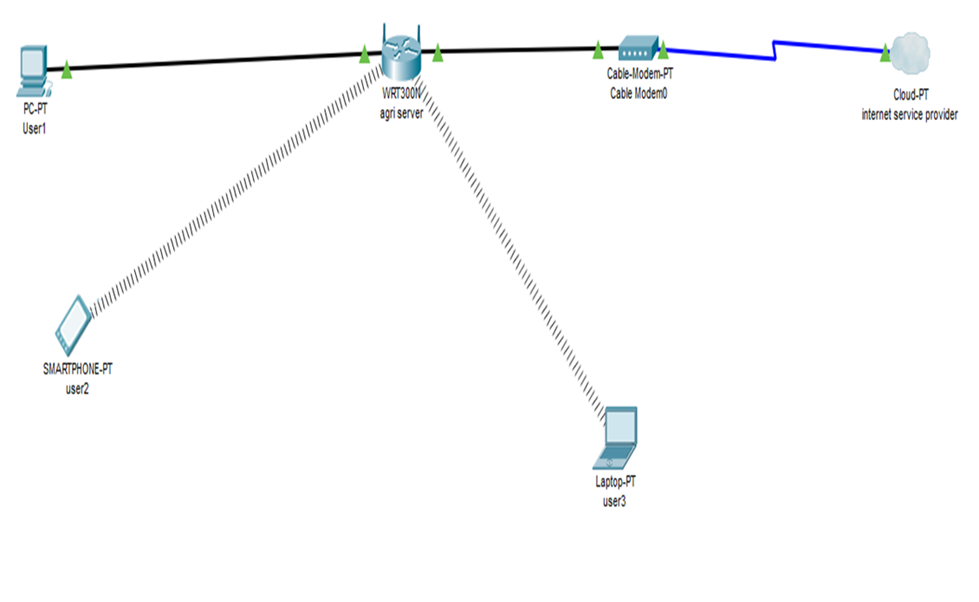 PC-PT
User1
WRT300N
agri server
Cable-Modem-PT
Cable Modem0
Cloud-PT
internet service provider
SMARTPHONE-PT
user2
Laptop-PT
user3